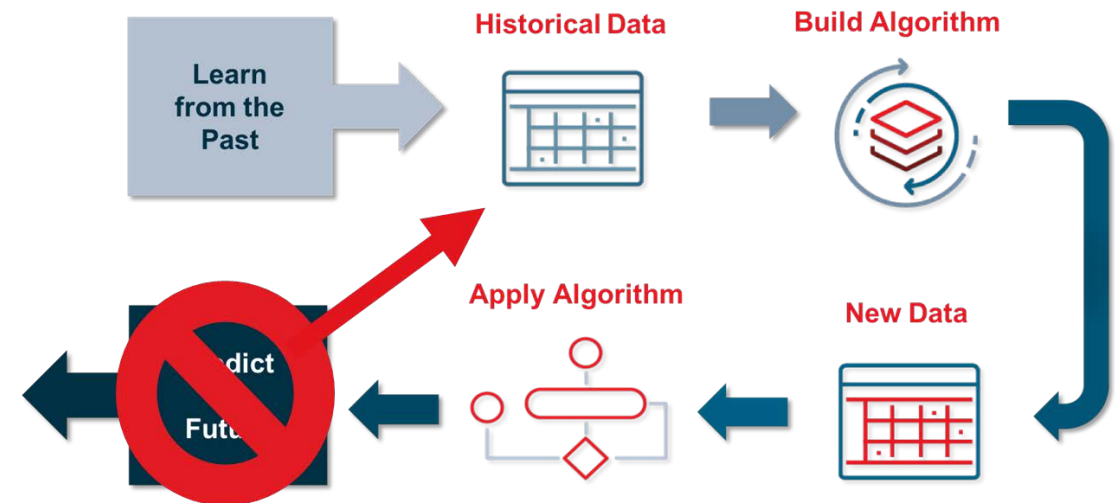 Learn
from the
Past
Historical Data
Build Algorithm
Apply Algorithm
New Data